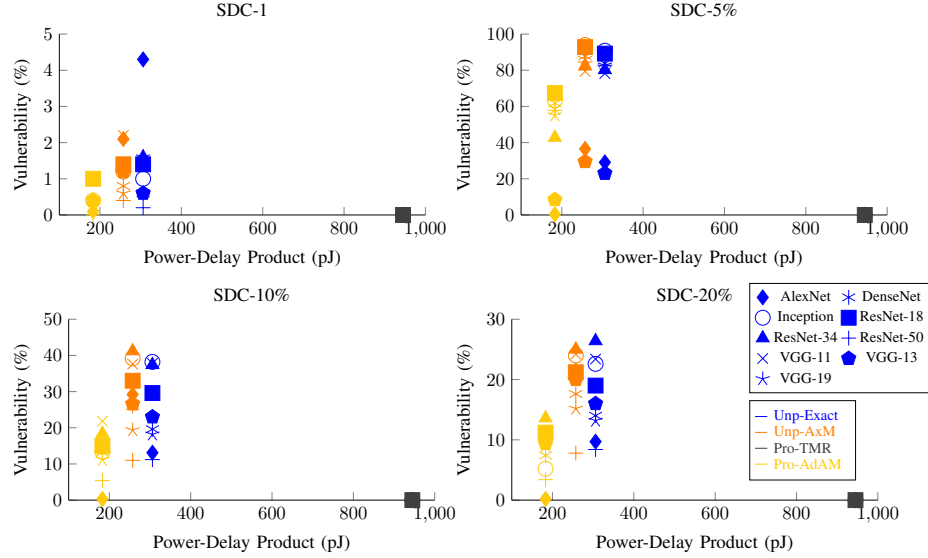 SDC-1
5
4
3
2
1
0
Vulnerability (%)
200
400
600
800
1,000
Power-Delay Product (pJ)
SDC-5%
100
80
60
40
20
0
Vulnerability (%)
200
400
600
800
1,000
Power-Delay Product (pJ)
SDC-10%
50
40
30
20
10
0
Vulnerability (%)
200
400
600
800
1,000
Power-Delay Product (pJ)
SDC-20%
30
20
10
0
Vulnerability (%)
200
400
600
800
1,000
Power-Delay Product (pJ)
AlexNet DenseNet
Inception ResNet-18
ResNet-34 ResNet-50
VGG-11 VGG-13
VGG-19
Unp-Exact
Unp-AxM
Pro-TMR
Pro-AdAM